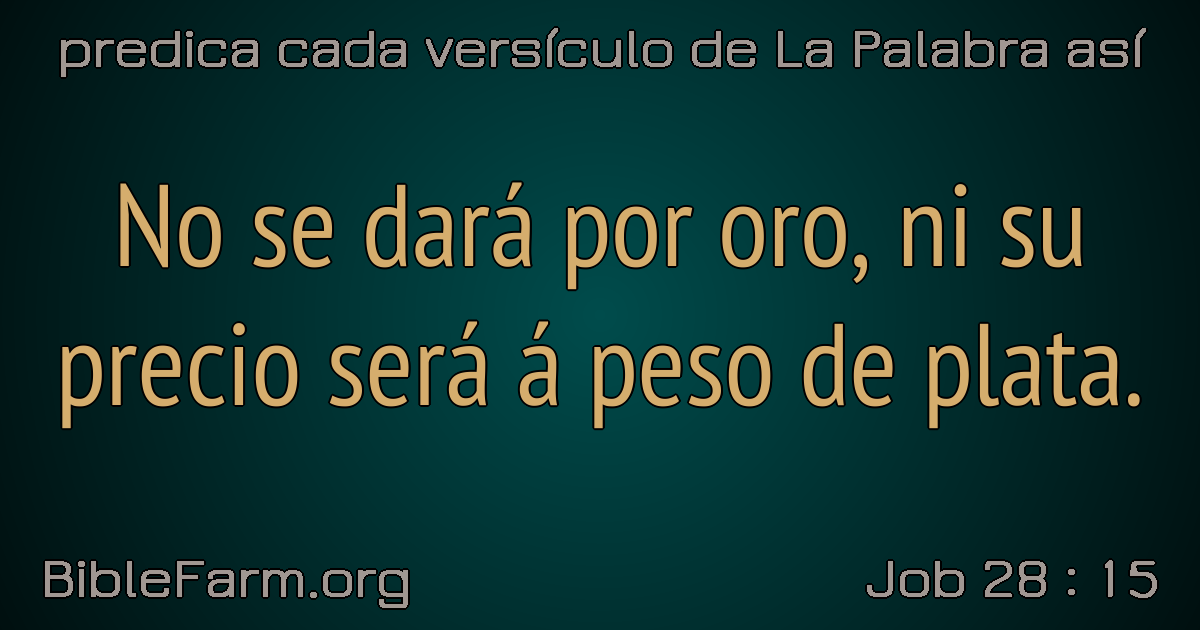 predica cada versículo de La Palabra así
No se dará por oro, ni su
precio será á peso de plata.
BibleFarm.org
Job 28 : 15